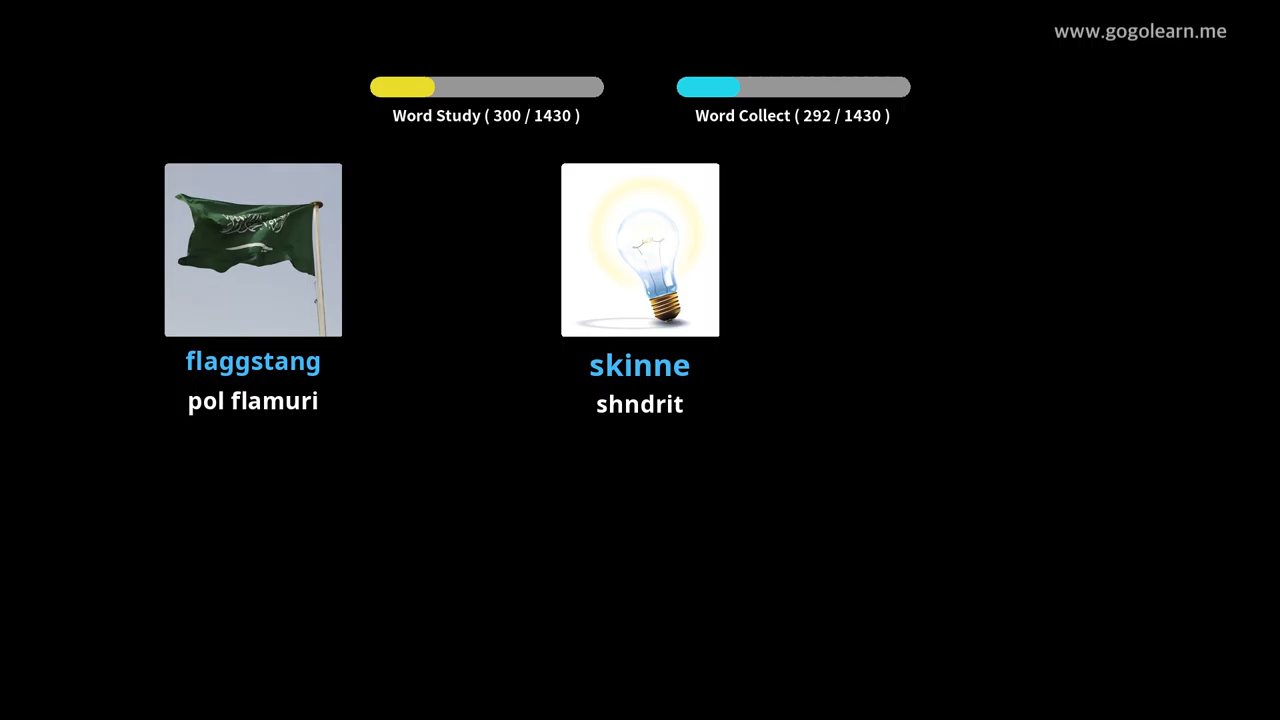 www.gogolearn.me
Word Study ( 300 / 1430 )
Word Collect ( 292 / 1430 )
flaggstang
pol flamuri
skinne
shndrit